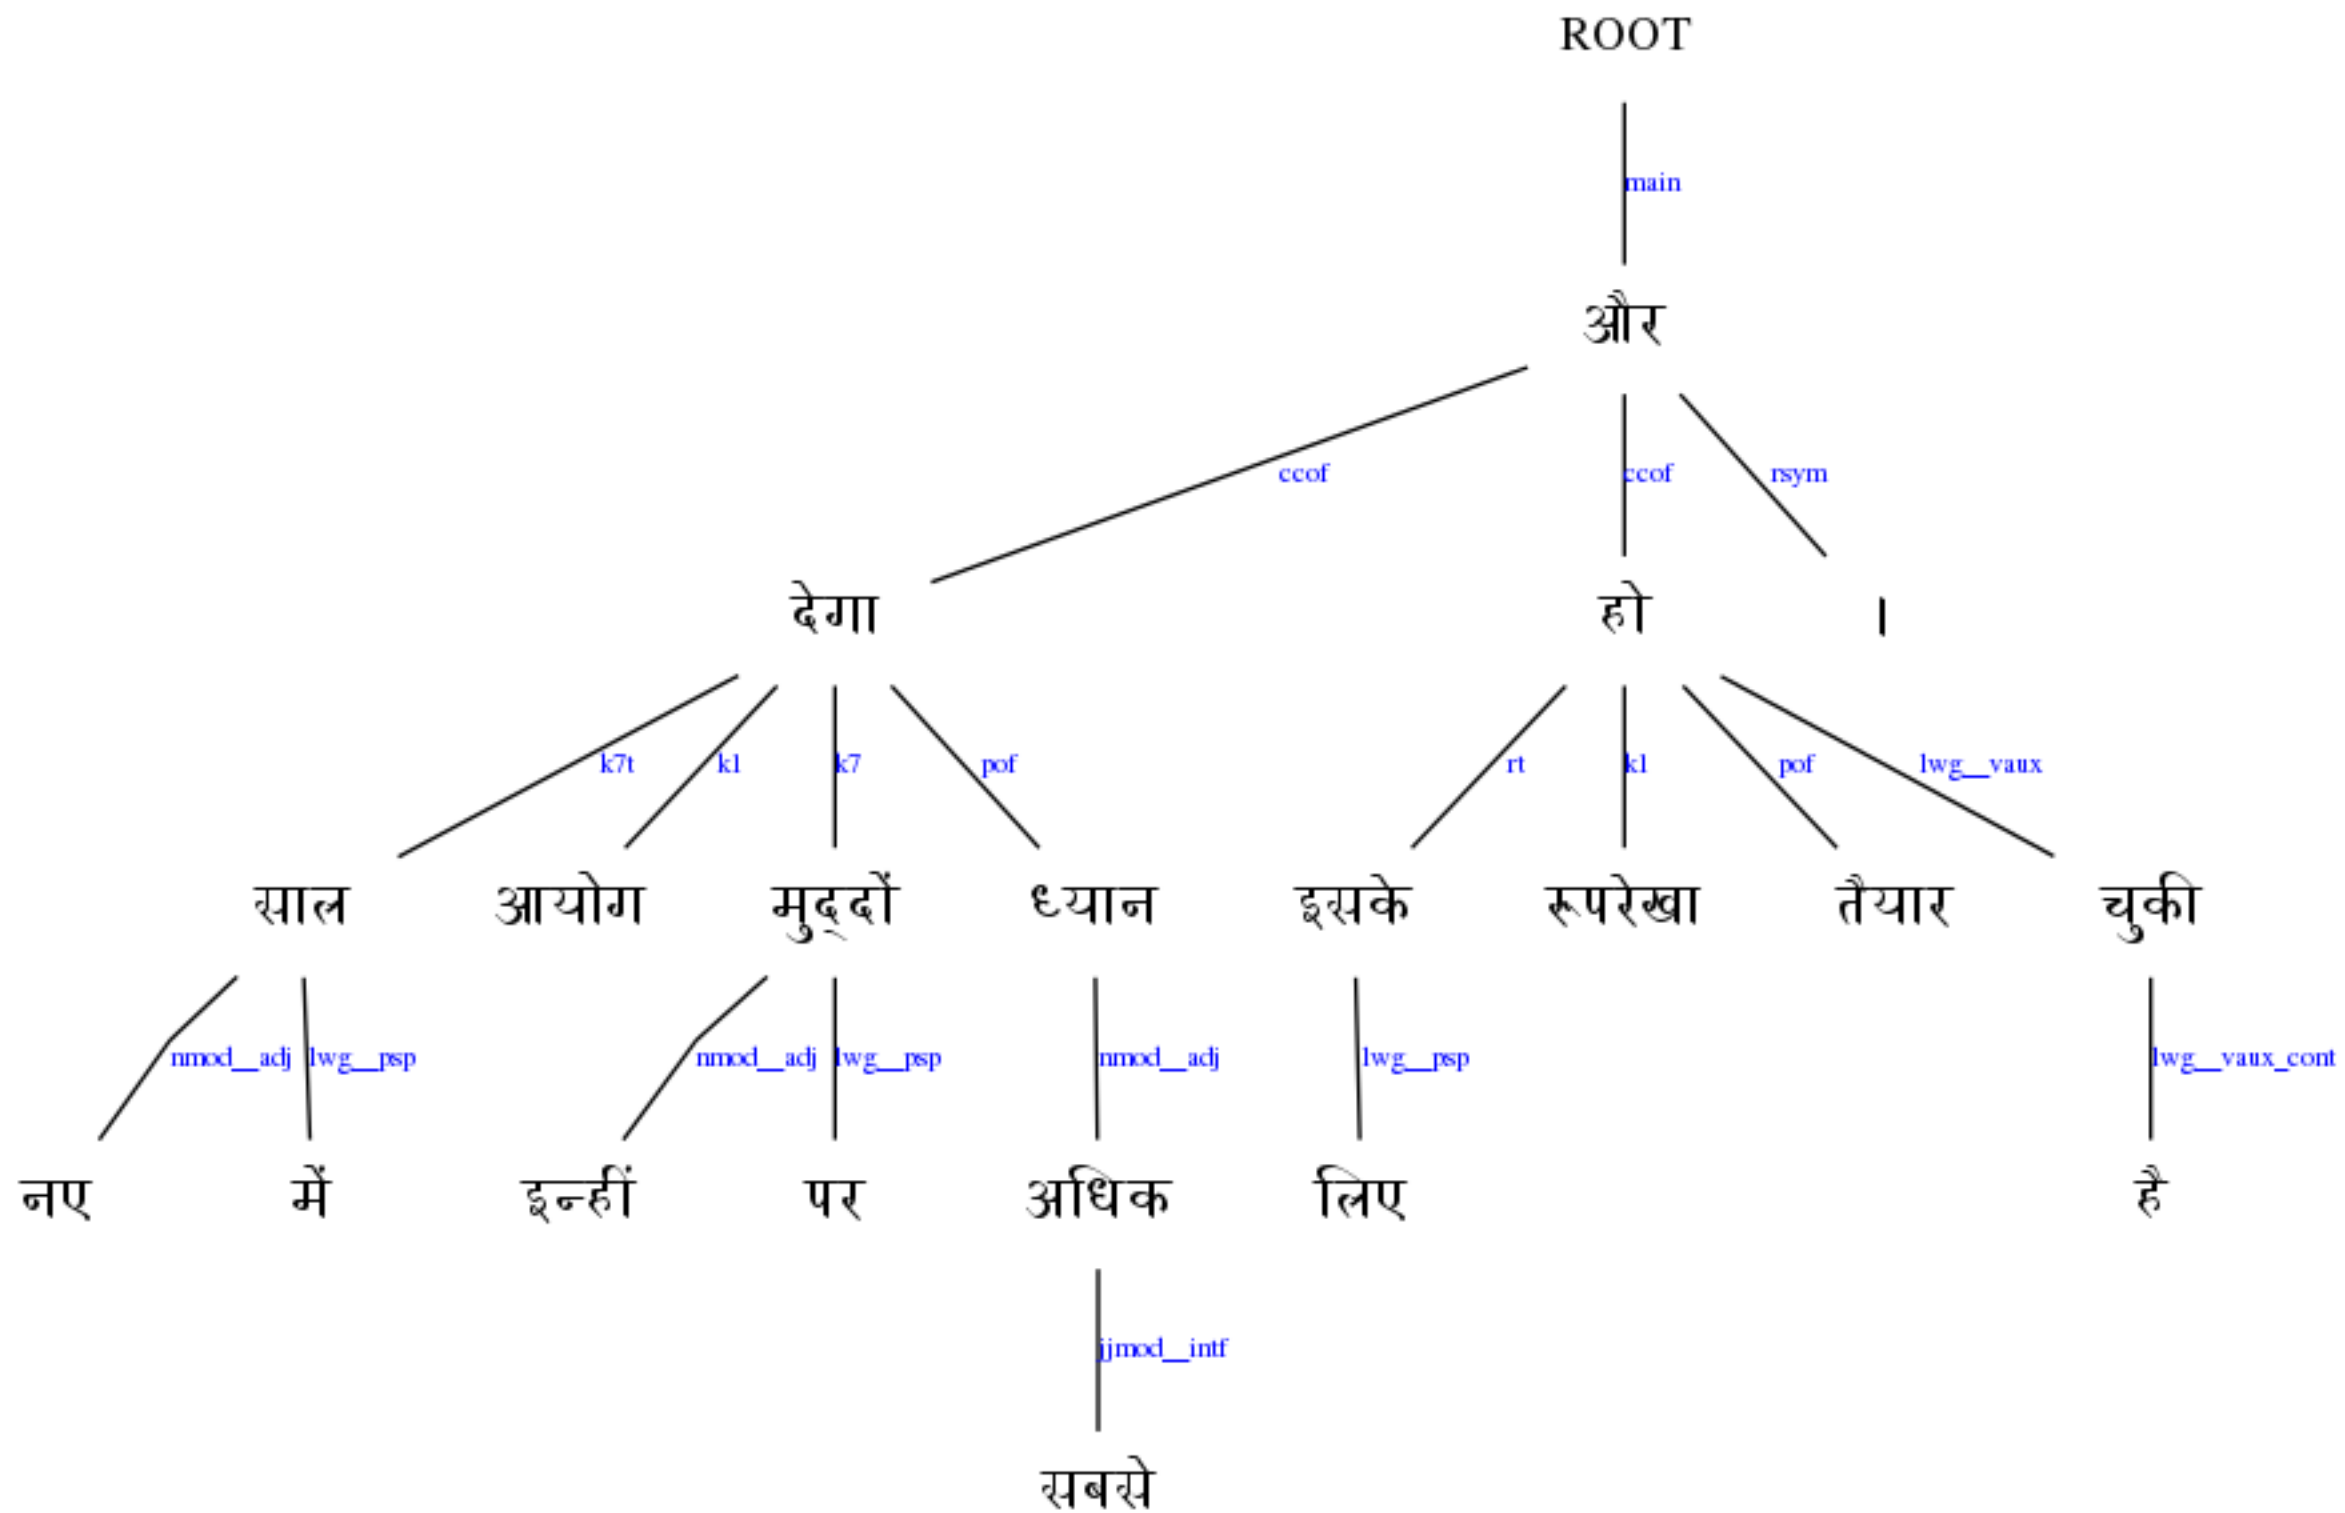 ROOT
main
और
ccof ccof rsym
देगा हो ।
k7t k1 k7 pof rt k1 pof lwg__vaux
साल आयोग मुद्‌दों ध्यान इसके रूपरेखा तैयार चुकी
nmod__adj lwg__psp nmod__adj lwg__psp nmod__adj lwg__psp lwg__vaux_cont
नए में इन्हीं पर अधिक लिए है
jjmod__intf
सबसे